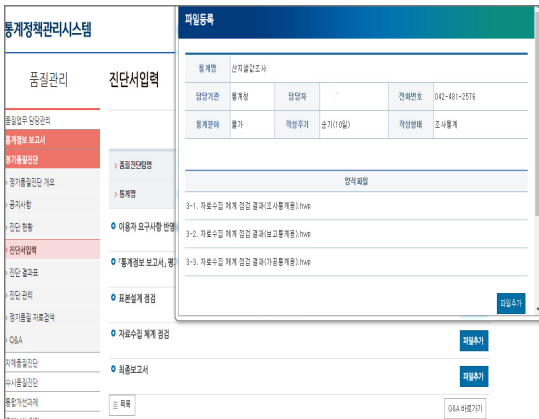 통계정책관리시스템
품질관리
품질업무 담당관리
통계정보 보고서
정기품질진단
› 정기품질진단 개요
› 공지사항
› 진단 현황
› 진단서입력
› 진단 결과표
› 진단 관리
› 정기품질 자료검색
› Q&A
자체품질진단
수시품질진단
통합개선과제
진단서입력
› 품질진단팀명
› 통계명
이용자 요구사항 반영
「통계정보 보고서」 평가
표본설계 점검
자료수집 체계 점검
파일추가
최종보고서
파일추가
목록
Q&A 바로가기
파일등록
통계명 산지쌀값조사
담당기관 통계청 담당자 전화번호 042-481-2576
통계분야 물가 작성주기 순기(10일) 작성형태 조사통계
양식파일
3-1. 자료수집 체계 점검 결과(조사통계용).hwp
3-2. 자료수집 체계 점검 결과(보고통계용).hwp
3-3. 자료수집 체계 점검 결과(가공통계용).hwp
파일추가